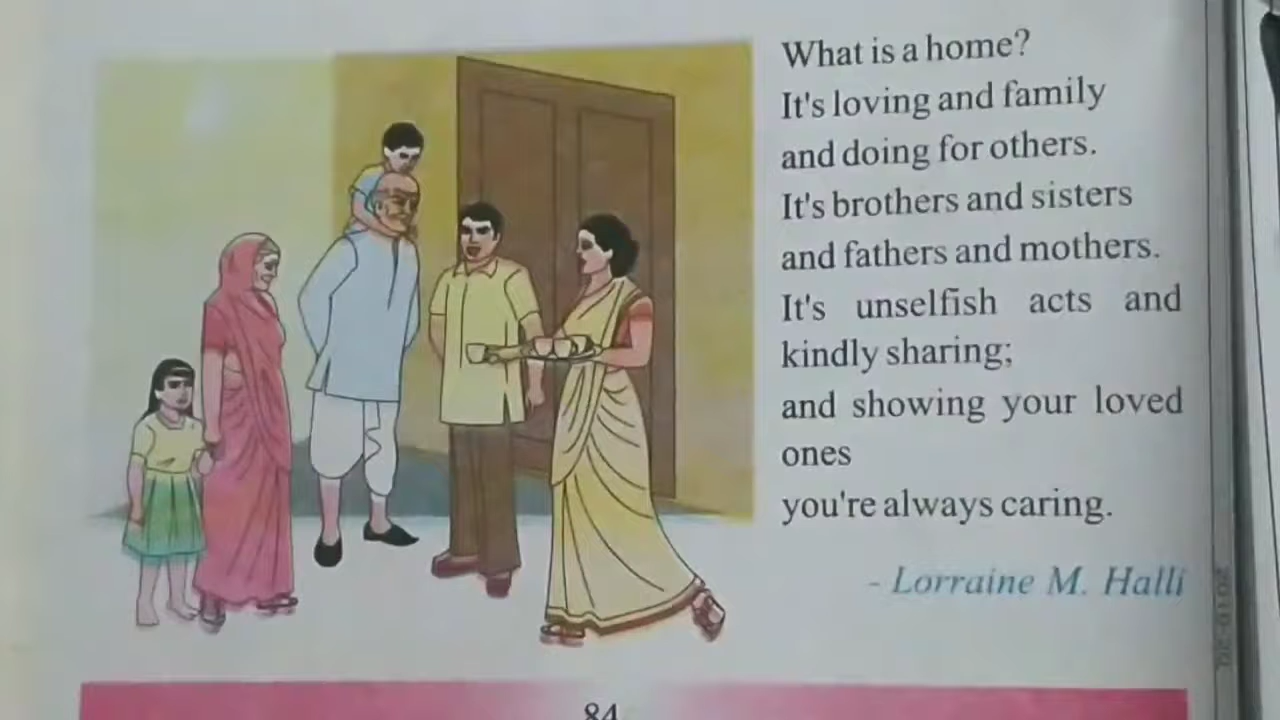 What is a home?
It's loving and family
and doing for others.
It's brothers and sisters
and fathers and mothers.
It's unselfish acts and
kindly sharing;
and showing your loved
ones
you're always caring.
- Lorraine M. Halli
84